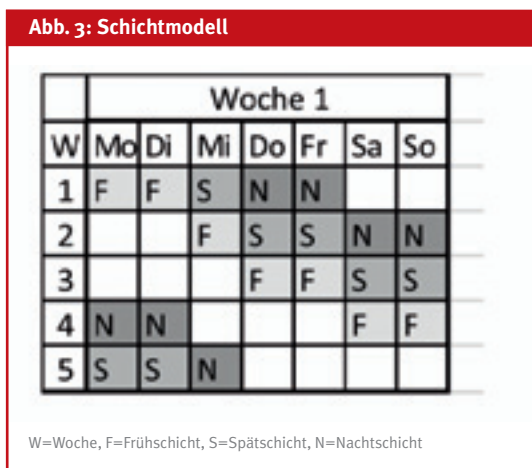 Abb. 3: Schichtmodell
Woche 1
W Mo Di Mi Do Fr Sa So
1 F F S N N
2 F S S N N
3 F F S S
4 N N F F
5 S S N
W=Woche, F=Frühschicht, S=Spätschicht, N=Nachtschicht